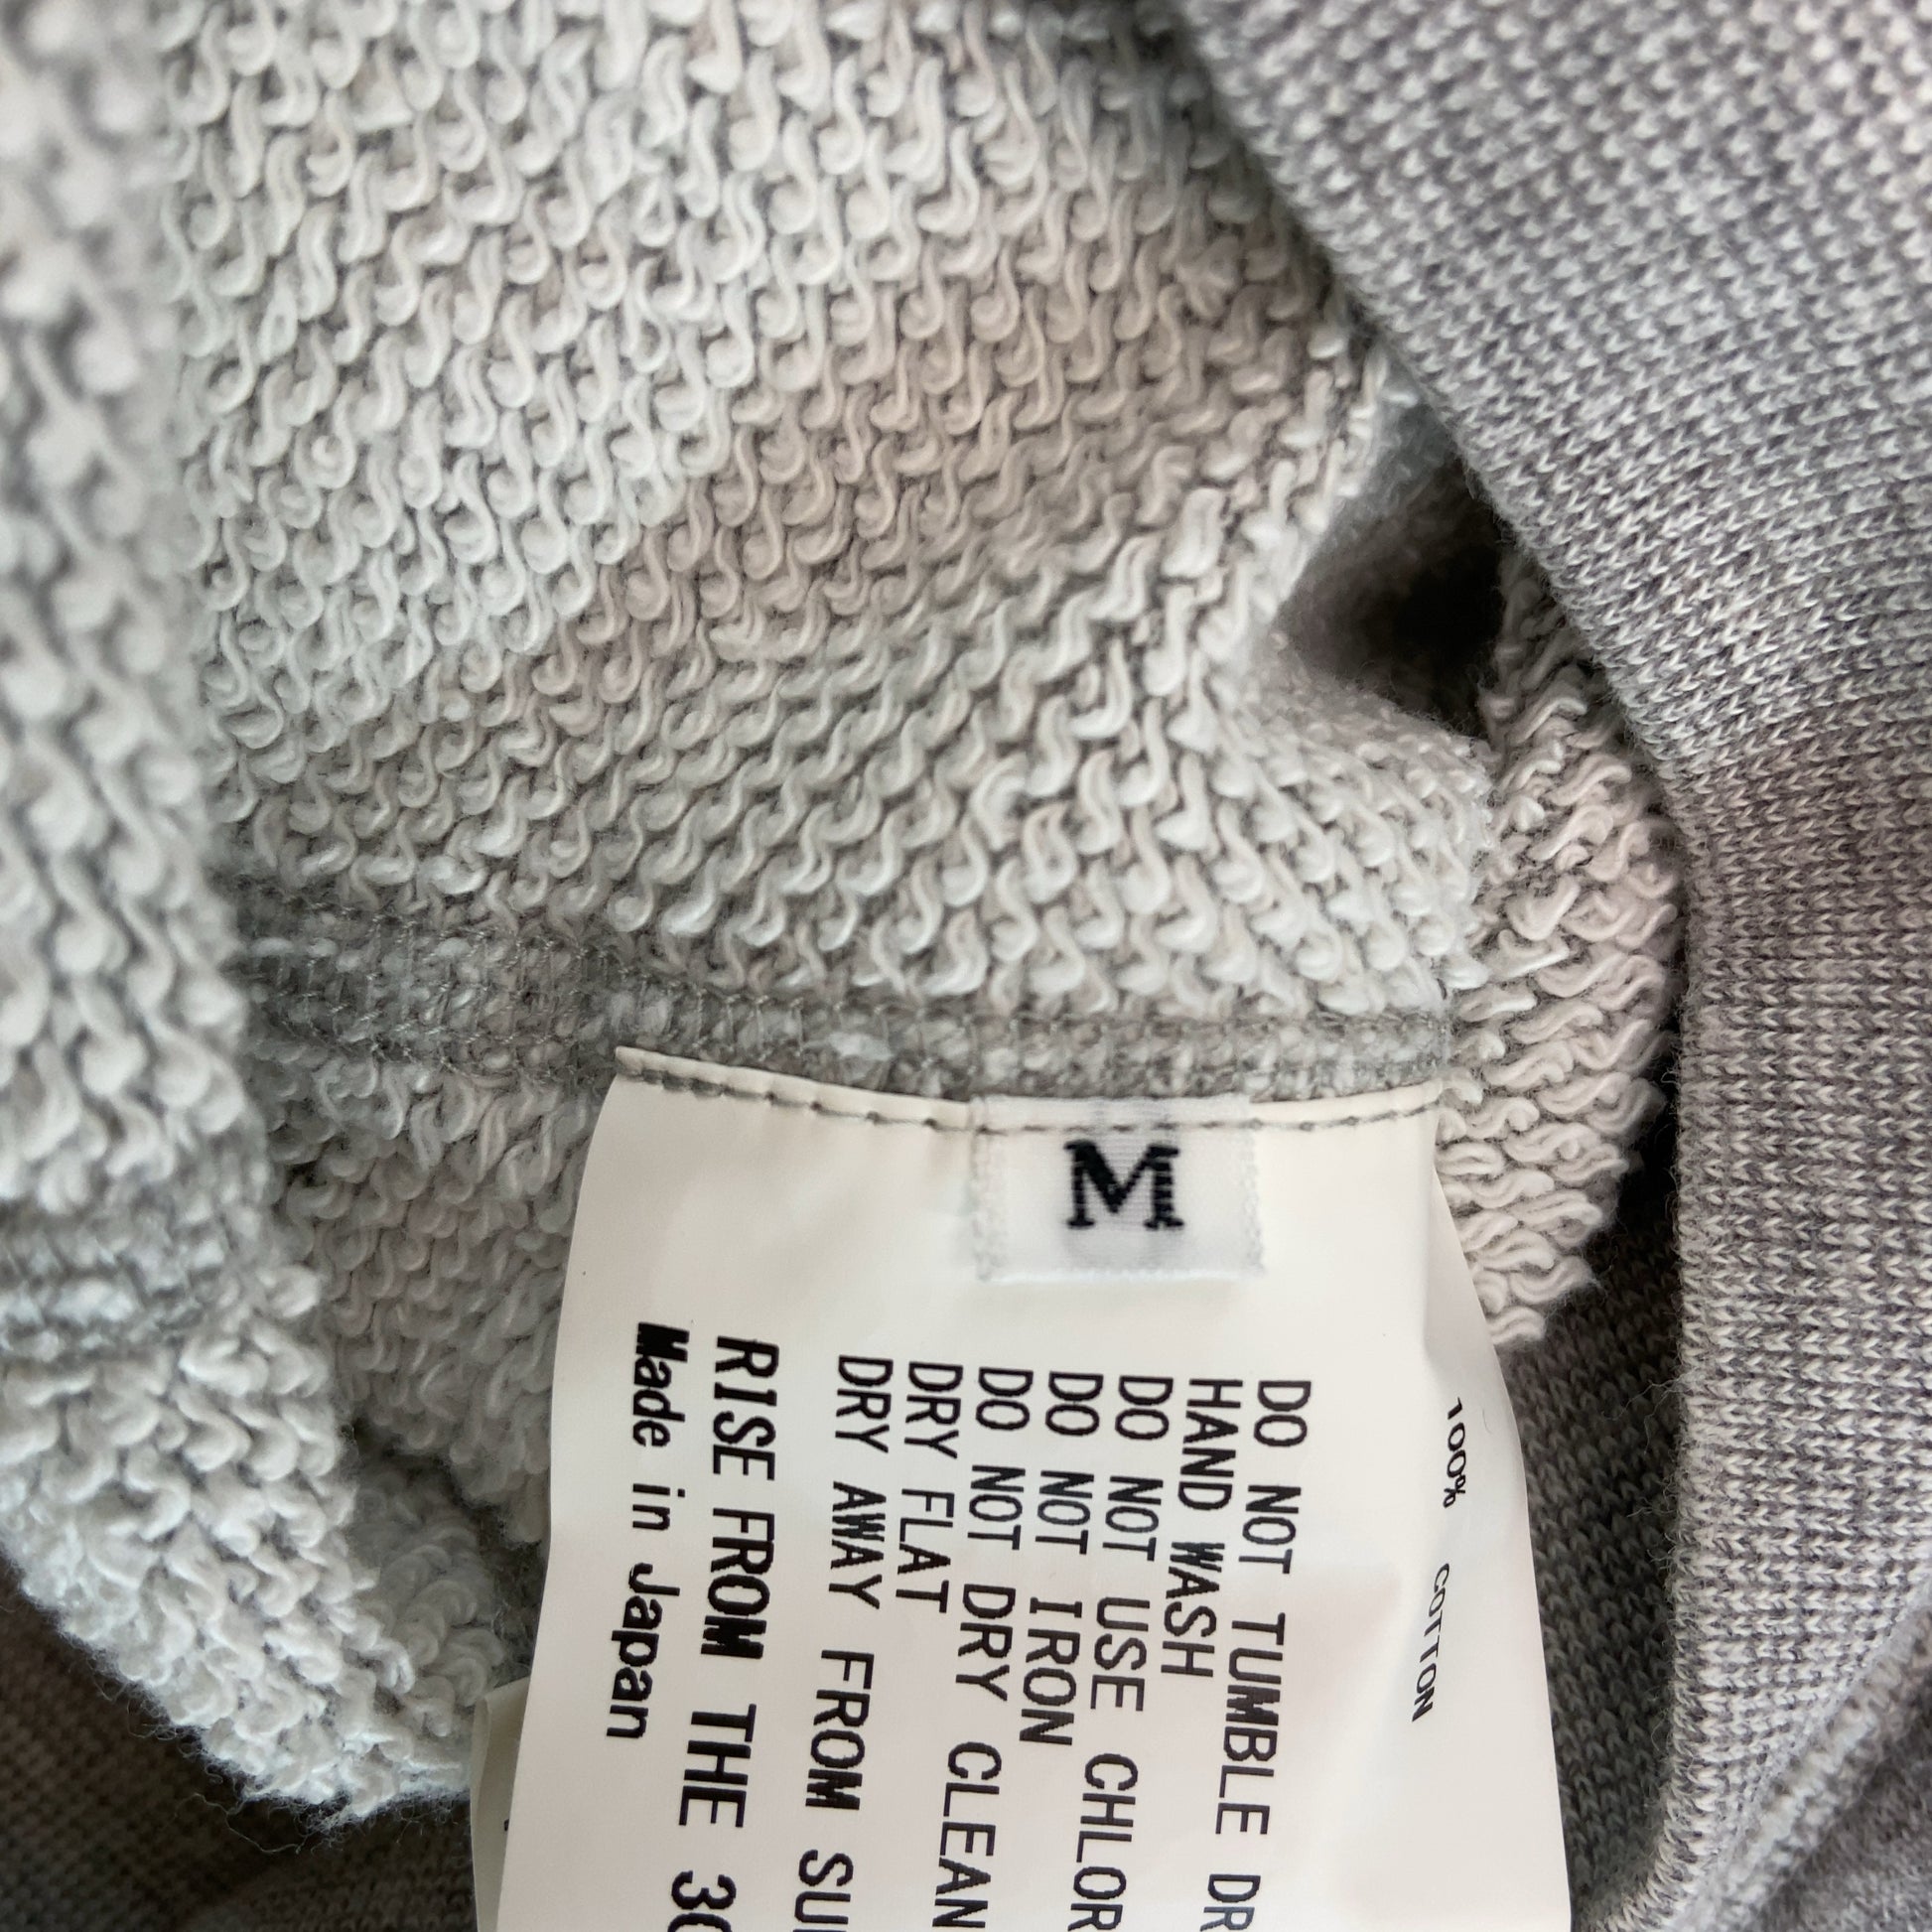 M
100% COTTON
DO NOT TUMBLE DR
HAND WASH
DO NOT USE CHLOR
DO NOT IRON
DO NOT DRY CLEAN
DRY FLAT
DRY AWAY FROM SU
RISE FROM THE 3
Made in Japan